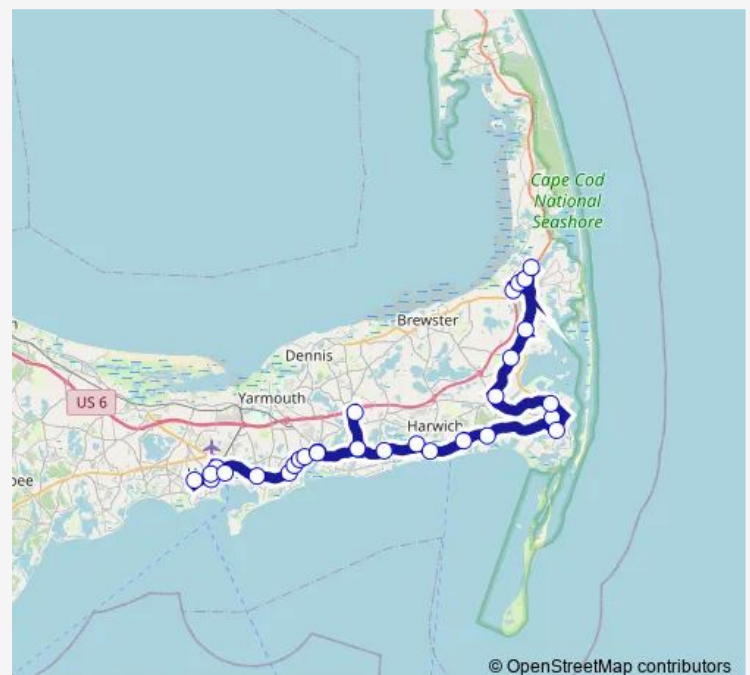 Cape Cod
National
Seashore
Brewster
Dennis
US 6
Yarmouth
Harwich
© OpenStreetMap contributors